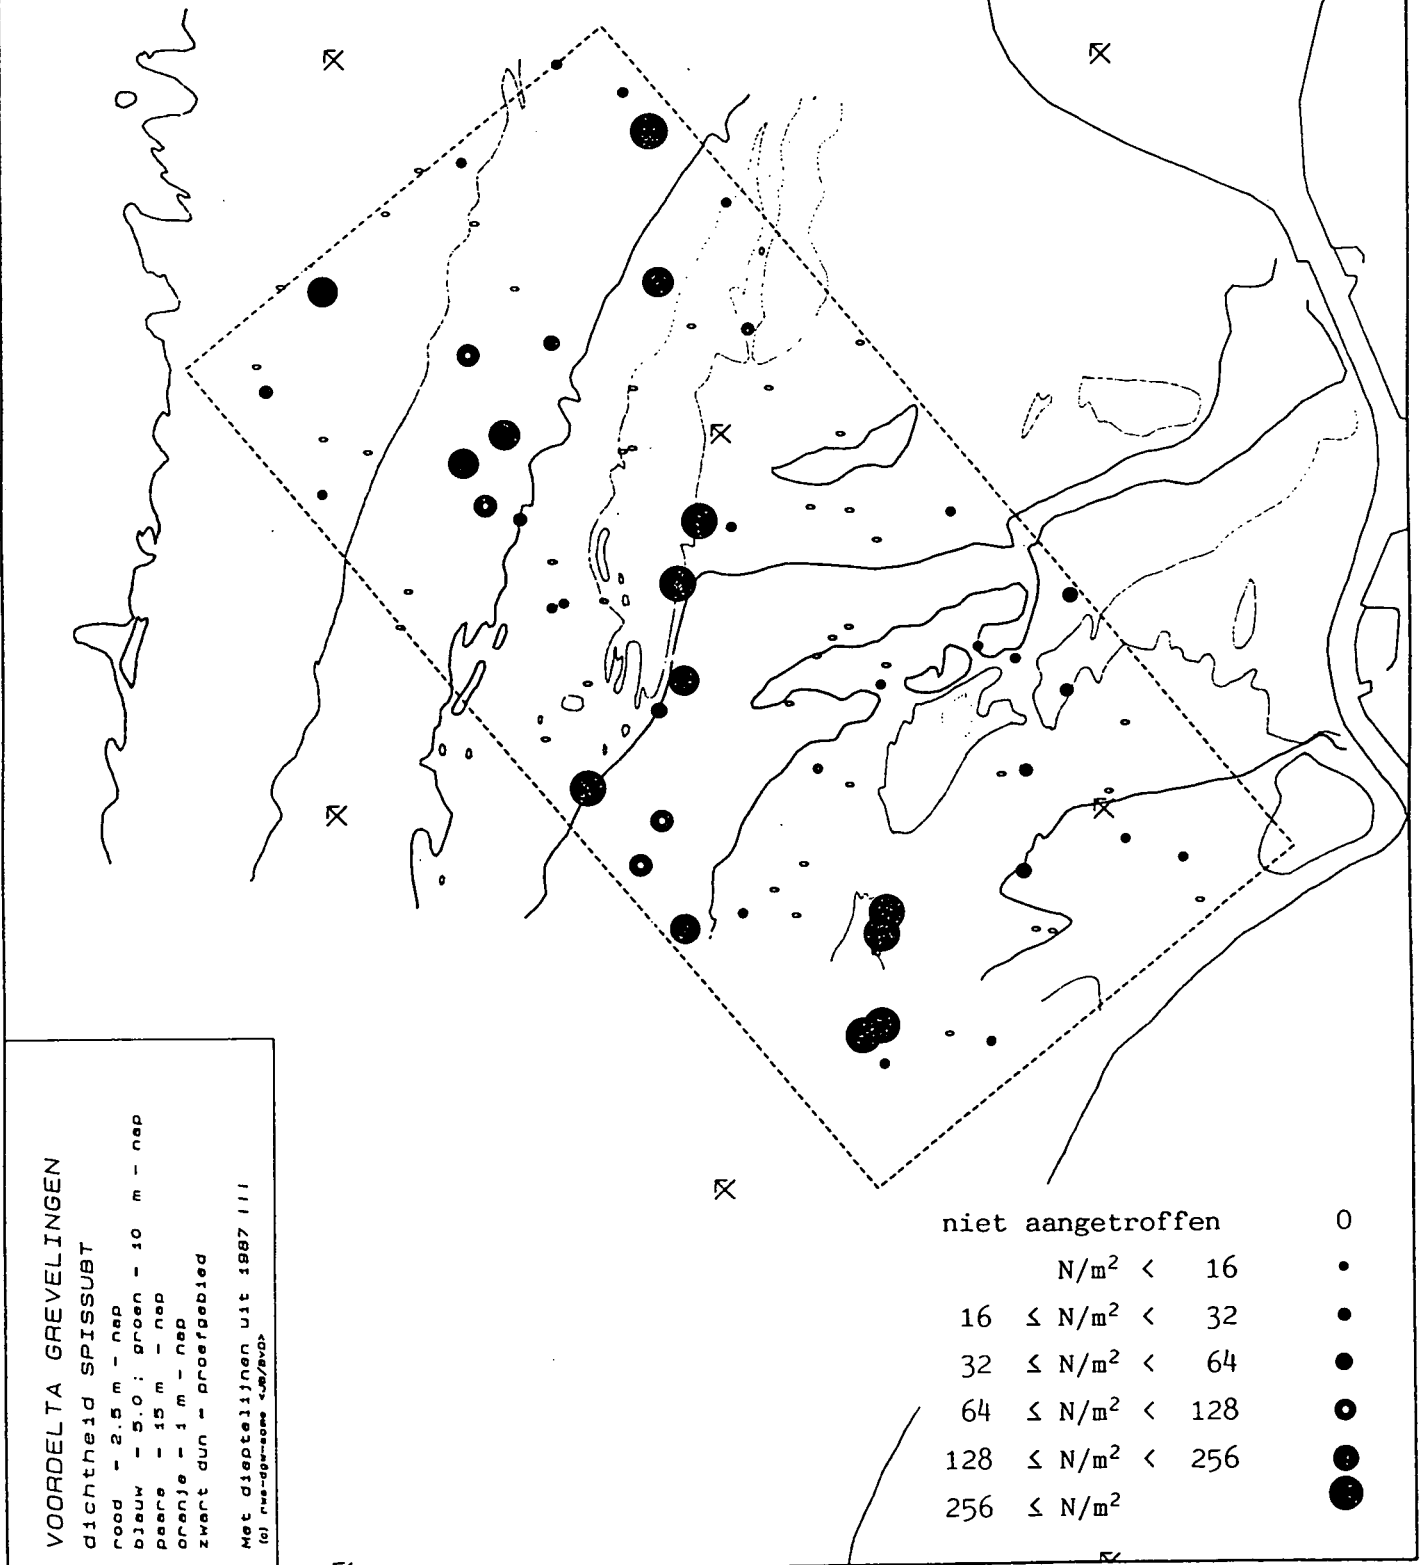 VOORDELTA GREVELINGEN
dichtheid SPISSUBT
rood - 2.5 m - nap
blauw - 5.0 ; groen - 10 m - nap
paars - 15 m - nap
oranje - 1 m - nap
zwart dun - proefgebied
Met dieptelijnen uit 1987 !!!
niet aangetroffen 0
N/m² < 16
16 ≤ N/m² < 32
32 ≤ N/m² < 64
64 ≤ N/m² < 128
128 ≤ N/m² < 256
256 ≤ N/m²